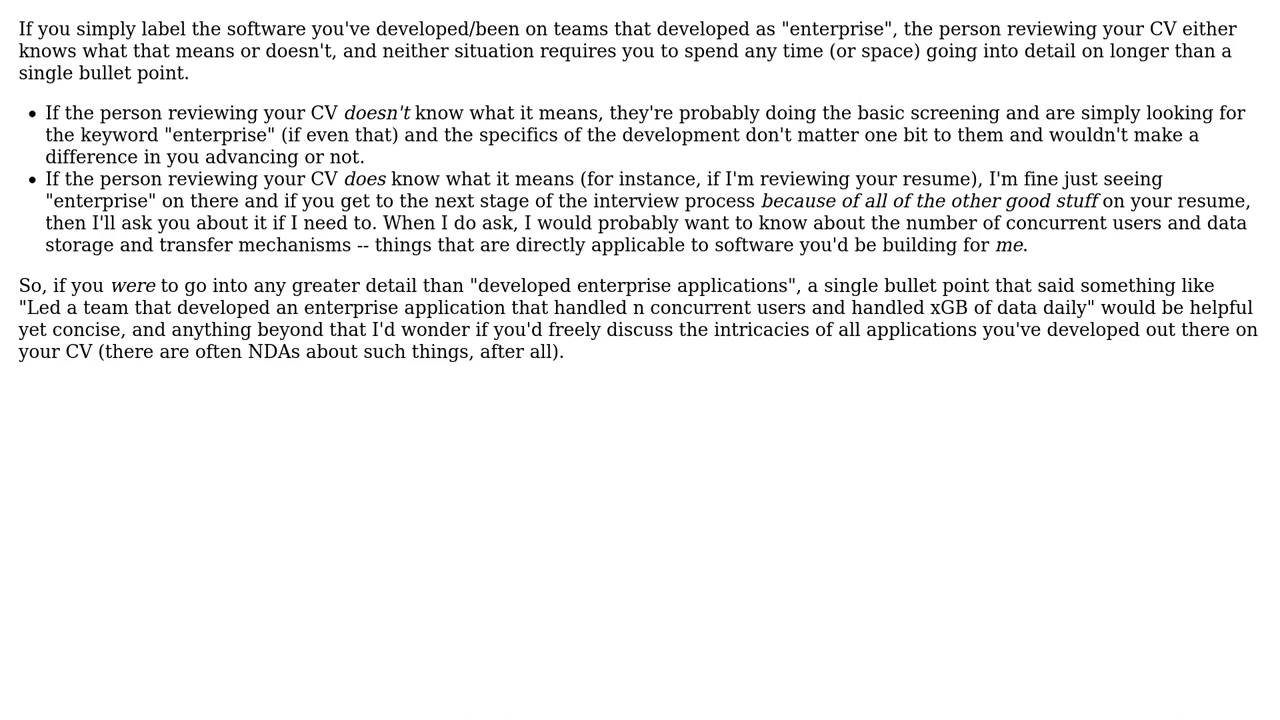 If you simply label the software you've developed/been on teams that developed as "enterprise", the person reviewing your CV either
knows what that means or doesn't, and neither situation requires you to spend any time (or space) going into detail on longer than a
single bullet point.
• If the person reviewing your CV doesn't know what it means, they're probably doing the basic screening and are simply looking for
the keyword "enterprise" (if even that) and the specifics of the development don't matter one bit to them and wouldn't make a
difference in you advancing or not.
• If the person reviewing your CV does know what it means (for instance, if I'm reviewing your resume), I'm fine just seeing
"enterprise" on there and if you get to the next stage of the interview process because of all of the other good stuff on your resume,
then I'll ask you about it if I need to. When I do ask, I would probably want to know about the number of concurrent users and data
storage and transfer mechanisms -- things that are directly applicable to software you'd be building for me.
So, if you were to go into any greater detail than "developed enterprise applications", a single bullet point that said something like
"Led a team that developed an enterprise application that handled n concurrent users and handled xGB of data daily" would be helpful
yet concise, and anything beyond that I'd wonder if you'd freely discuss the intricacies of all applications you've developed out there on
your CV (there are often NDAs about such things, after all).